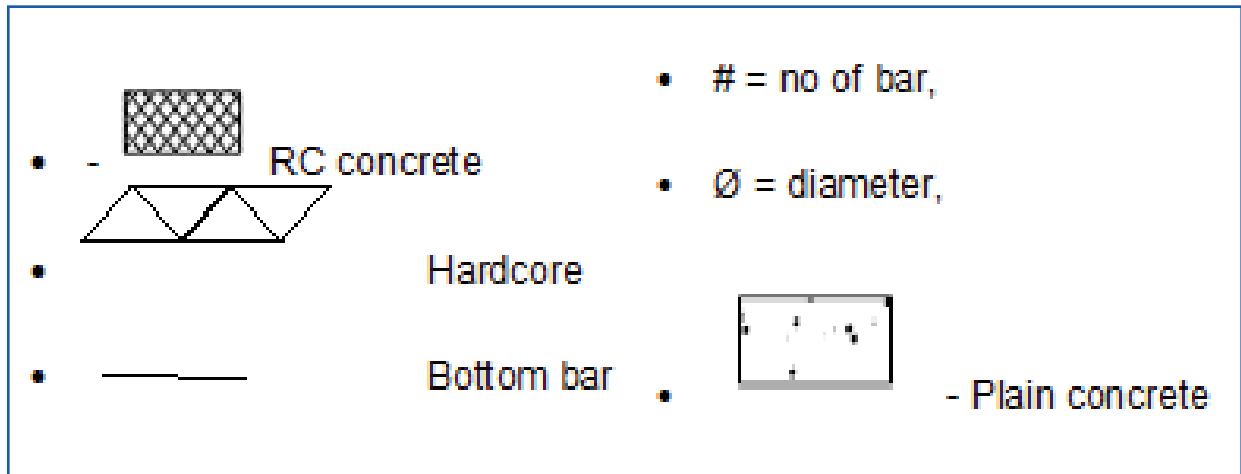 • - RC concrete
• Hardcore
• Bottom bar
• # = no of bar,
• Ø = diameter,
• - Plain concrete